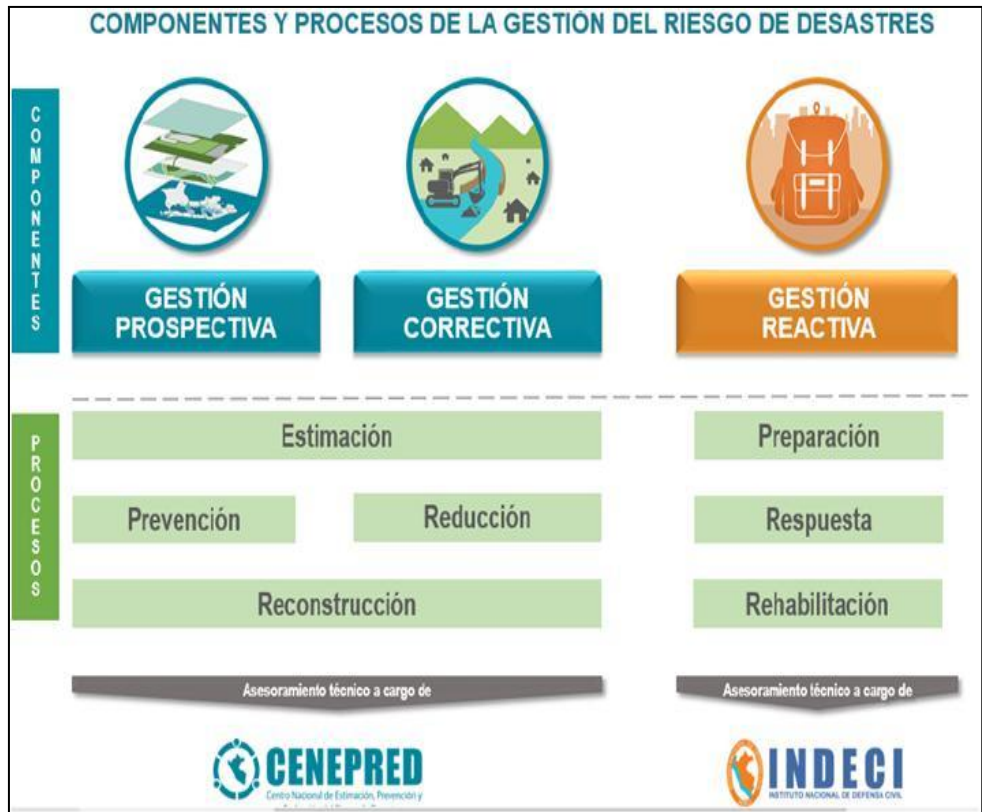 COMPONENTES Y PROCESOS DE LA GESTIÓN DEL RIESGO DE DESASTRES
COMPONENTES
GESTIÓN
PROSPECTIVA
GESTIÓN
CORRECTIVA
GESTIÓN
REACTIVA
PROCESOS
Estimación
Preparación
Prevención
Reducción
Respuesta
Reconstrucción
Rehabilitación
Asesoramiento técnico a cargo de
Asesoramiento técnico a cargo de
CENEPRED
Centro Nacional de Estimación, Prevención y
INDECI
INSTITUTO NACIONAL DE DEFENSA CIVIL